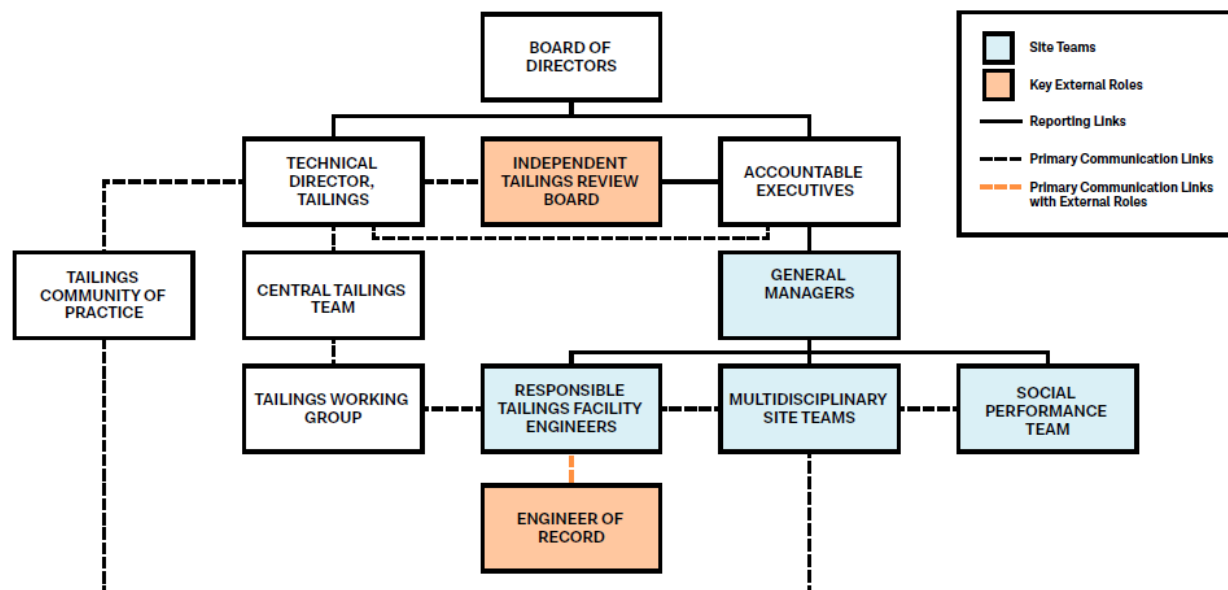 BOARD OF
DIRECTORS
Site Teams
Key External Roles
Reporting Links
Primary Communication Links
Primary Communication Links
with External Roles
TECHNICAL
DIRECTOR,
TAILINGS
INDEPENDENT
TAILINGS REVIEW
BOARD
ACCOUNTABLE
EXECUTIVES
TAILINGS
COMMUNITY OF
PRACTICE
CENTRAL TAILINGS
TEAM
GENERAL
MANAGERS
TAILINGS WORKING
GROUP
RESPONSIBLE
TAILINGS FACILITY
ENGINEERS
MULTIDISCIPLINARY
SITE TEAMS
SOCIAL
PERFORMANCE
TEAM
ENGINEER OF
RECORD